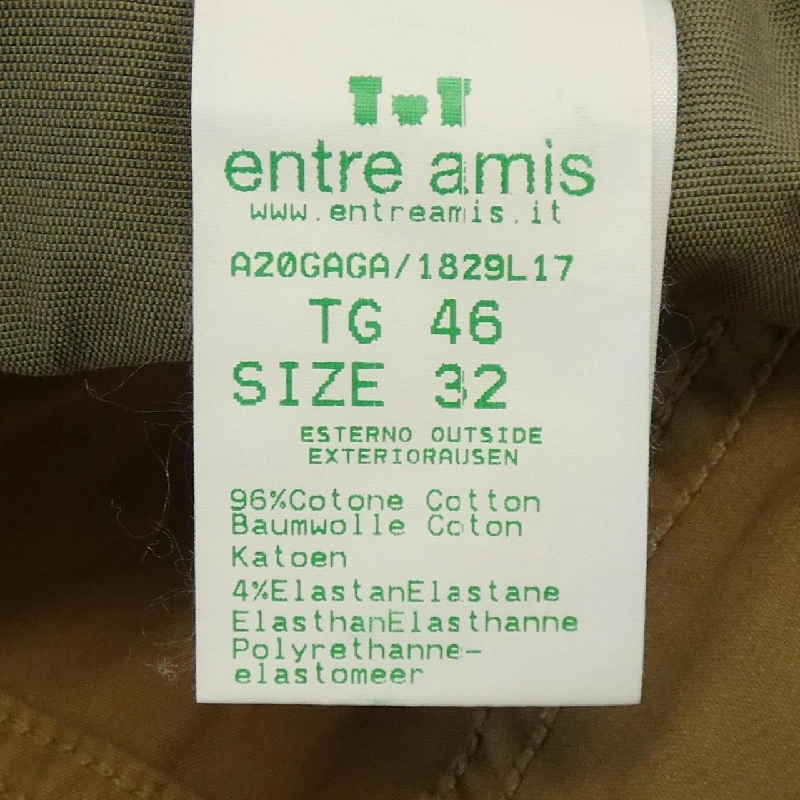 entre amis
www.entreamis.it
A20GAGA/1829L17
TG 46
SIZE 32
ESTERNO OUTSIDE
EXTERIORAUSEN
96%Cotone Cotton
Baumwolle Coton
Katoen
4%ElastanElastane
ElasthanElasthanne
Polyrethanne-
elastomeer